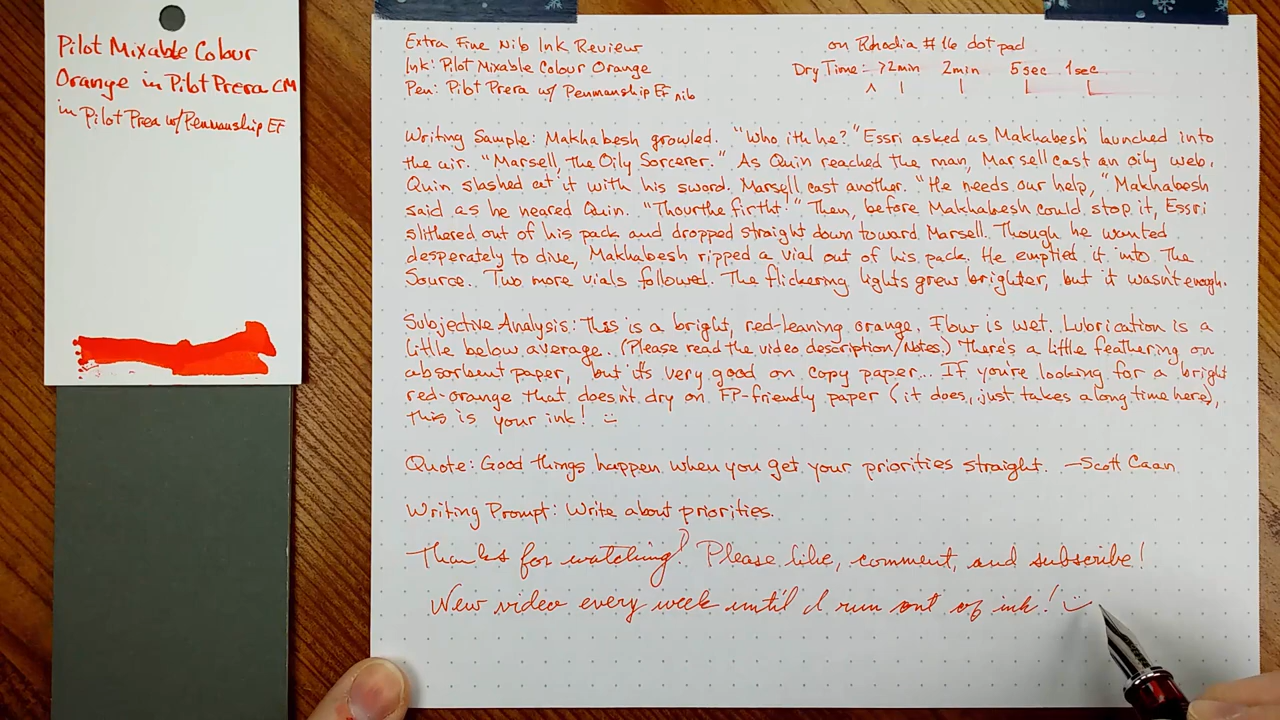 Pilot Mixable Colour
Orange in Pilot Prera CM
in Pilot Prea w/Penmanship EF
Extra Fine Nib Ink Review
on Rhodia #16 dotpad
Ink: Pilot Mixable Colour Orange
Dry Time: >2min 2min 5sec 1sec
Pen: Pilot Prera w/ Penmanship EF nib
Writing Sample: Makhabesh growled. "Who ith he?" Essri asked as Makhabesh launched into
the air. "Marsell, the Oily Sorcerer." As Quin reached the man, Marsell cast an oily web.
Quin slashed at it with his sword. Marsell cast another. "He needs our help," Makhabesh
said as he neared Quin. "Thourthe firtht!" Then, before Makhabesh could stop it, Essri
slithered out of his pack and dropped straight down toward Marsell. Though he wanted
desperately to dive, Makhabesh ripped a vial out of his pack. He emptied it into The
Source. Two more vials followed. The flickering lights grew brighter, but it wasn't enough.
Subjective Analysis: This is a bright, red-leaning orange. Flow is wet. Lubrication is a
little below average. (Please read the video description/Notes.) There's a little feathering on
absorbent paper, but it's very good on copy paper... If you're looking for a bright
red-orange that doesn't dry on FP-friendly paper (it does, just takes a long time here),
this is your ink! :)
Quote: Good things happen when you get your priorities straight. —Scott Caan
Writing Prompt: Write about priorities.
Thanks for watching! Please like, comment, and subscribe!
New video every week until I run out of ink! :)